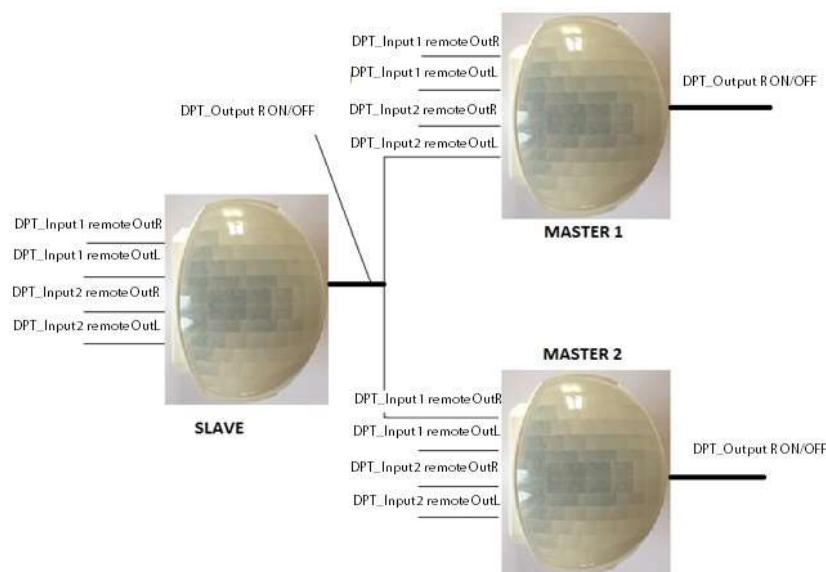 DPT_Input1 remoteOutR
DPT_Input1 remoteOutL
DPT_Input2 remoteOutR
DPT_Input2 remoteOutL
DPT_Output R ON/OFF
MASTER 1
DPT_Output R ON/OFF
DPT_Input1 remoteOutR
DPT_Input1 remoteOutL
DPT_Input2 remoteOutR
DPT_Input2 remoteOutL
SLAVE
MASTER 2
DPT_Input1 remoteOutR
DPT_Input1 remoteOutL
DPT_Input2 remoteOutR
DPT_Input2 remoteOutL
DPT_Output R ON/OFF